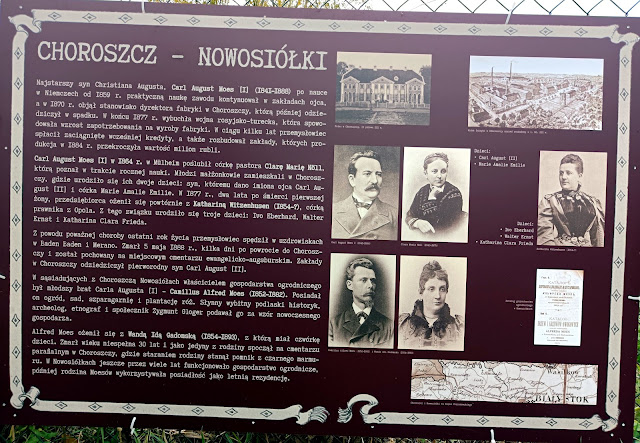 CHOROSZCZ – NOWOSIÓŁKI
Najstarszy syn Christiana Augusta, Carl August Moes [I] (1841-1888) po nauce
w Niemczech od 1859 r. praktyczną naukę zawodu kontynuował w zakładach ojca,
a w 1870 r. objął stanowisko dyrektora fabryki w Choroszczy, którą później odzie-
dziczył w spadku. W końcu 1877 r. wybuchła wojna rosyjsko-turecka, która spowo-
dowała wzrost zapotrzebowania na wyroby fabryki. W ciągu kilku lat przemysłowiec
spłacił zaciągnięte wcześniej kredyty, a także rozbudował zakłady, których pro-
dukcja w 1884 r. przekroczyła wartość milion rubli.
Carl August Moes [I] w 1864 r. w Mülheim poślubił córkę pastora Clarę Marię Nöll,
którą poznał w trakcie rocznej nauki. Młodzi małżonkowie zamieszkali w Chorosz-
czy, gdzie urodziło się ich dwoje dzieci: syn, któremu dano imiona ojca Carl Au-
gust [II] i córka Marie Amelie Emilie. W 1877 r., dwa lata po śmierci pierwszej
żony, przedsiębiorca ożenił się powtórnie z Kathariną Witzenhusen (1854-?), córką
rawnika z Opola. Z tego związku urodziło się troje dzieci: Ivo Eberhard, Walter
Ernst i Katharina Clara Frieda.
Z powodu poważnej choroby ostatni rok życia przemysłowiec spędził w uzdrowiskach
w Baden Baden i Merano. Zmarł 5 maja 1888 r., kilka dni po powrocie do Chorosz-
czy i został pochowany na miejscowym cmentarzu ewangelicko-augsburskim. Zakłady
w Choroszczy odziedziczył pierworodny syn Carl August [II].
W sąsiadujących z Choroszczą Nowosiółkach właścicielem gospodarstwa ogrodniczego
był młodszy brat Carla Augusta [I] - Camillus Alfred Moes (1852-1882). Posiadał
on ogród, sad, szparagarnię i plantację róż. Słynny wybitny podlaski historyk,
archeolog, etnograf i społecznik Zygmunt Gloger podawał go za wzór nowoczesnego
gospodarza.
Alfred Moes ożenił się z Wandą Idą Gadomską (1854-1893), z którą miał czwórkę
dzieci. Zmarł wieku niespełna 30 lat i jako jedyny z rodziny spoczął na cmentarzu
parafialnym w Choroszczy, gdzie staraniem rodziny stanął pomnik z czarnego marmu-
ru. W Nowosiółkach jeszcze przez wiele lat funkcjonowało gospodarstwo ogrodnicze,
później rodzina Moesów wykorzystywała posiadłość jako letnią rezydencję.
Dzieci:
• Carl August [II]
• Marie Amelie Emilie
Dzieci:
• Ivo Eberhard
• Walter Ernst
• Katharina Clara Frieda
BIAŁYSTOK